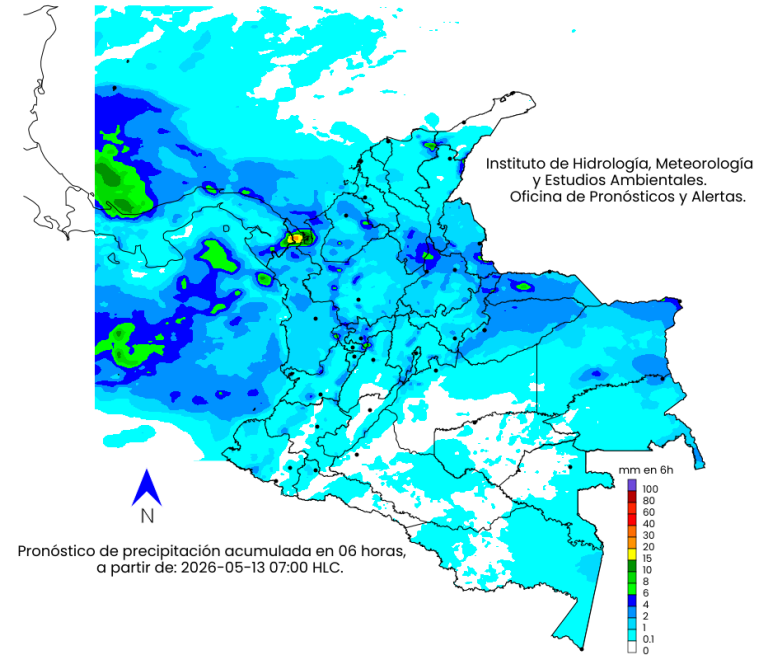 Instituto de Hidrología, Meteorología
y Estudios Ambientales.
Oficina de Pronósticos y Alertas.
N
Pronóstico de precipitación acumulada en 06 horas,
a partir de: 2026-05-13 07:00 HLC.
mm en 6h
100
80
60
40
30
20
15
10
8
6
4
2
1
0.1
0